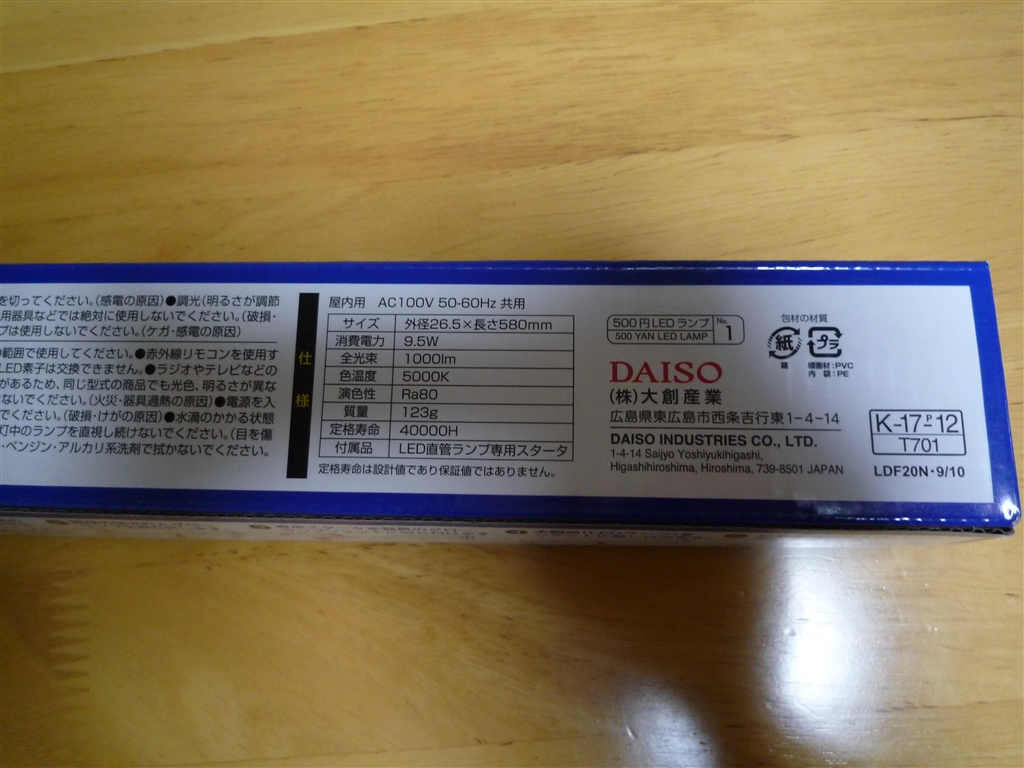 を切ってください。(感電の原因)●調光(明るさが調節
用器具などでは絶対に使用しないでください。(破損・
プは使用しないでください。(ケガ・感電の原因)
範囲で使用してください。●赤外線リモコンを使用す
LED素子は交換できません。●ラジオやテレビなどの
があるため、同じ型式の商品でも光色、明るさが異な
ないでください。(火災・器具過熱の原因)●電源を入
でください。(破損・けがの原因)●水滴のかかる状態
灯中のランプを直視し続けないでください。(目を傷
・ベンジン・アルカリ系洗剤で拭かないでください。
仕様
屋内用 AC100V 50-60Hz 共用
サイズ 外径26.5×長さ580mm
消費電力 9.5W
全光束 1000lm
色温度 5000K
演色性 Ra80
質量 123g
定格寿命 40000H
付属品 LED直管ランプ専用スタータ
定格寿命は設計値であり保証値ではありません。
500円LEDランプ No.
500 YAN LED LAMP 1
包材の材質
紙 プラ
箱 緩衝材:PVC
内 袋:PE
DAISO
(株)大創産業
広島県東広島市西条吉行東1-4-14
DAISO INDUSTRIES CO., LTD.
1-4-14 Saijyo Yoshiyukihigashi,
Higashihiroshima, Hiroshima, 739-8501 JAPAN
K-17-P-12
T701
LDF20N・9/10